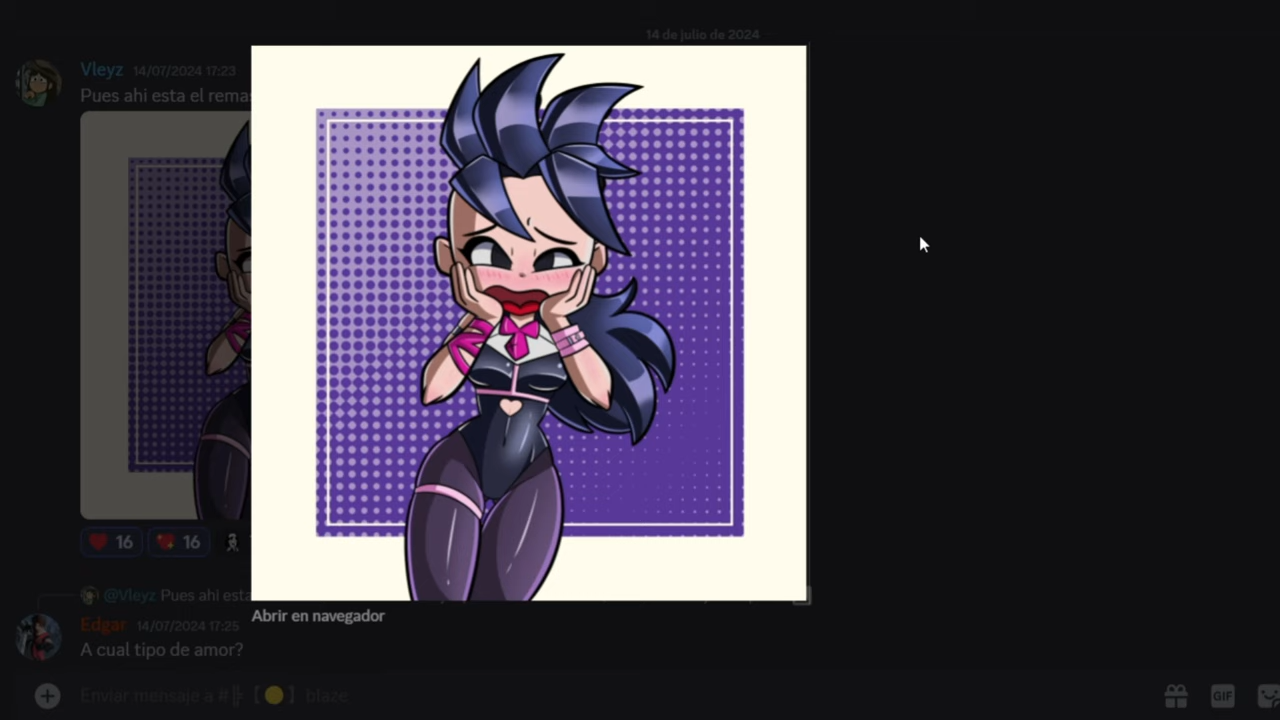 14 de julio de 2024
Vleyz 14/07/2024 17:23
Pues ahi esta el remas
16 16
@Vleyz Pues ahi esta
Abrir en navegador
Edgar 14/07/2024 17:25
A cual tipo de amor?
Enviar mensaje a # [ ] blaze
GIF